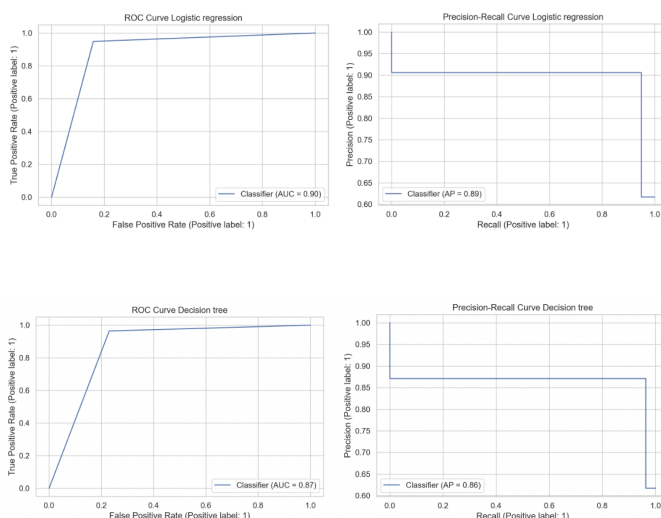 ROC Curve Logistic regression
True Positive Rate (Positive label: 1)
1.0
0.8
0.6
0.4
0.2
0.0
Classifier (AUC = 0.90)
0.0 0.2 0.4 0.6 0.8 1.0
False Positive Rate (Positive label: 1)
Precision-Recall Curve Logistic regression
Precision (Positive label: 1)
1.00
0.95
0.90
0.85
0.80
0.75
0.70
0.65
0.60
Classifier (AP = 0.89)
0.0 0.2 0.4 0.6 0.8 1.0
Recall (Positive label: 1)
ROC Curve Decision tree
True Positive Rate (Positive label: 1)
1.0
0.8
0.6
0.4
0.2
0.0
Classifier (AUC = 0.87)
0.0 0.2 0.4 0.6 0.8 1.0
False Positive Rate (Positive label: 1)
Precision-Recall Curve Decision tree
Precision (Positive label: 1)
1.00
0.95
0.90
0.85
0.80
0.75
0.70
0.65
0.60
Classifier (AP = 0.86)
0.0 0.2 0.4 0.6 0.8 1.0
Recall (Positive label: 1)